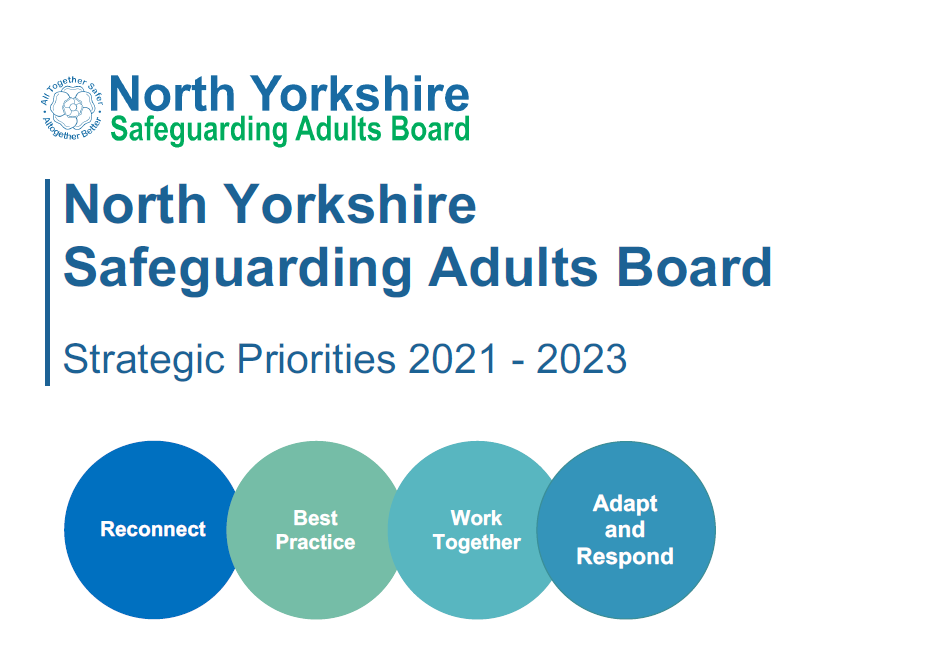 All Together Safer
Altogether Better
North Yorkshire
Safeguarding Adults Board
North Yorkshire
Safeguarding Adults Board
Strategic Priorities 2021 - 2023
Reconnect
Best
Practice
Work
Together
Adapt
and
Respond